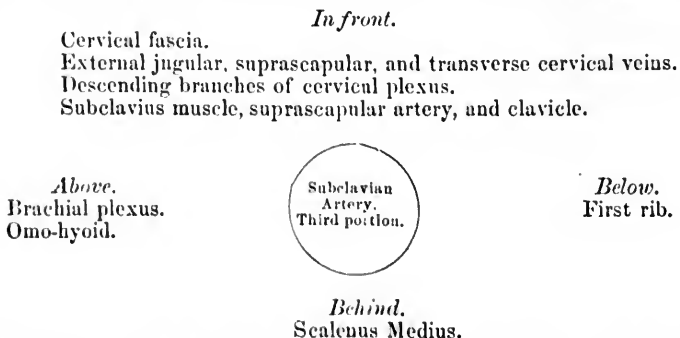 In front.
Cervical fascia.
External jugular, suprascapular, and transverse cervical veins.
Descending branches of cervical plexus.
Subclavius muscle, suprascapular artery, and clavicle.
Above.
Brachial plexus.
Omo-hyoid.
Subclavian
Artery.
Third portion.
Below.
First rib.
Behind.
Scalenus Medius.